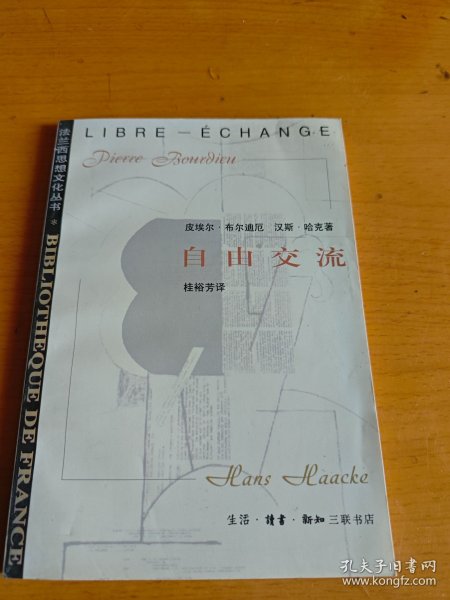 LIBRE — ÉCHANGE
Pierre Bourdieu
皮埃尔·布尔迪厄 汉斯·哈克著
自由交流
桂裕芳译
Hans Haacke
生活·讀書·新知三联书店
法兰西思想文化丛书 * BIBLIOTHEQUE DE FRANCE
孔夫子旧书网
www.kongfz.com